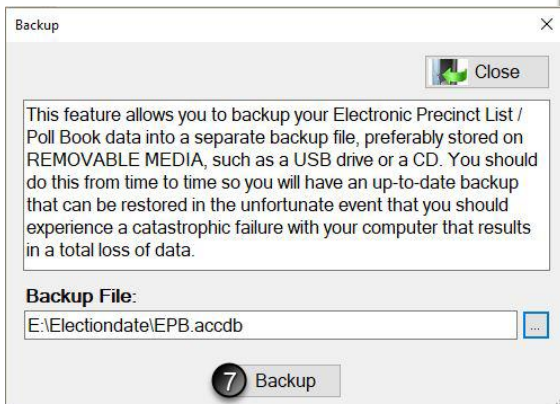 Backup
Close
This feature allows you to backup your Electronic Precinct List /
Poll Book data into a separate backup file, preferably stored on
REMOVABLE MEDIA, such as a USB drive or a CD. You should
do this from time to time so you will have an up-to-date backup
that can be restored in the unfortunate event that you should
experience a catastrophic failure with your computer that results
in a total loss of data.
Backup File:
E:\Electiondate\EPB.accdb
...
7 Backup